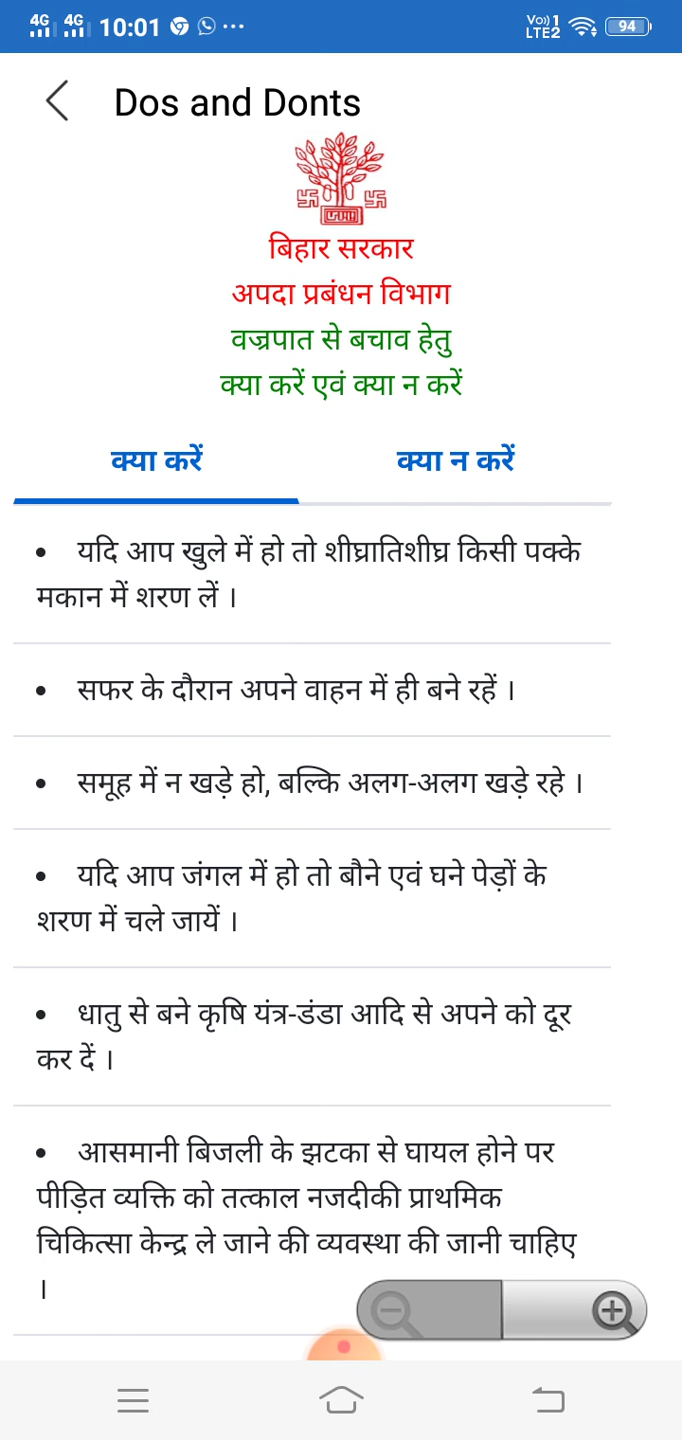 4G 4G 10:01 ... Vo)) 1 LTE2 94
Dos and Donts
बिहार सरकार
अपदा प्रबंधन विभाग
वज्रपात से बचाव हेतु
क्या करें एवं क्या न करें
क्या करें क्या न करें
• यदि आप खुले में हो तो शीघ्रातिशीघ्र किसी पक्के
मकान में शरण लें ।
• सफर के दौरान अपने वाहन में ही बने रहें ।
• समूह में न खड़े हो, बल्कि अलग-अलग खड़े रहे ।
• यदि आप जंगल में हो तो बौने एवं घने पेड़ों के
शरण में चले जायें ।
• धातु से बने कृषि यंत्र-डंडा आदि से अपने को दूर
कर दें ।
• आसमानी बिजली के झटका से घायल होने पर
पीड़ित व्यक्ति को तत्काल नजदीकी प्राथमिक
चिकित्सा केन्द्र ले जाने की व्यवस्था की जानी चाहिए
।